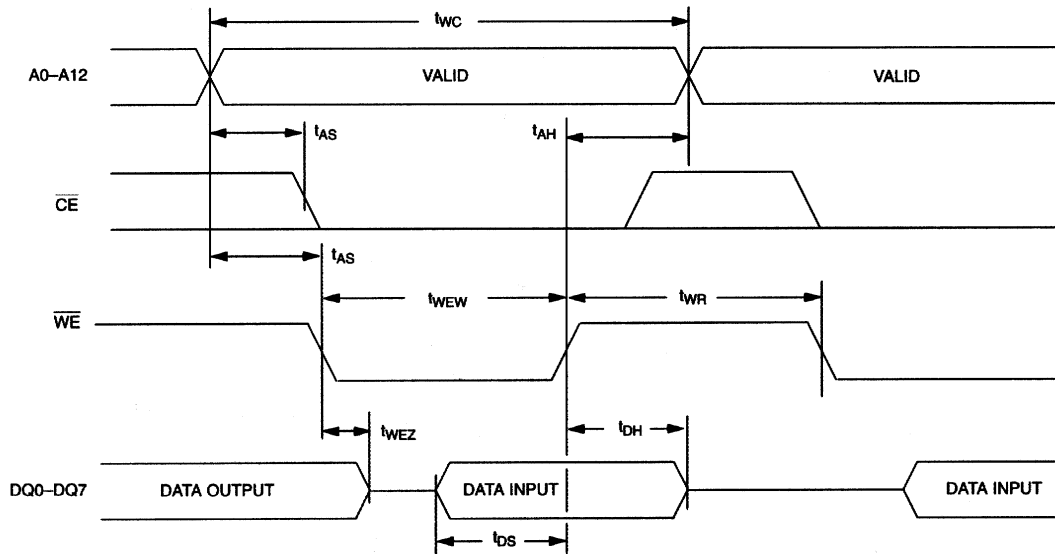 tWC
A0–A12 VALID VALID
tAS tAH
CE
tAS
tWEW tWR
WE
tWEZ tDH
DQ0–DQ7 DATA OUTPUT DATA INPUT DATA INPUT
tDS